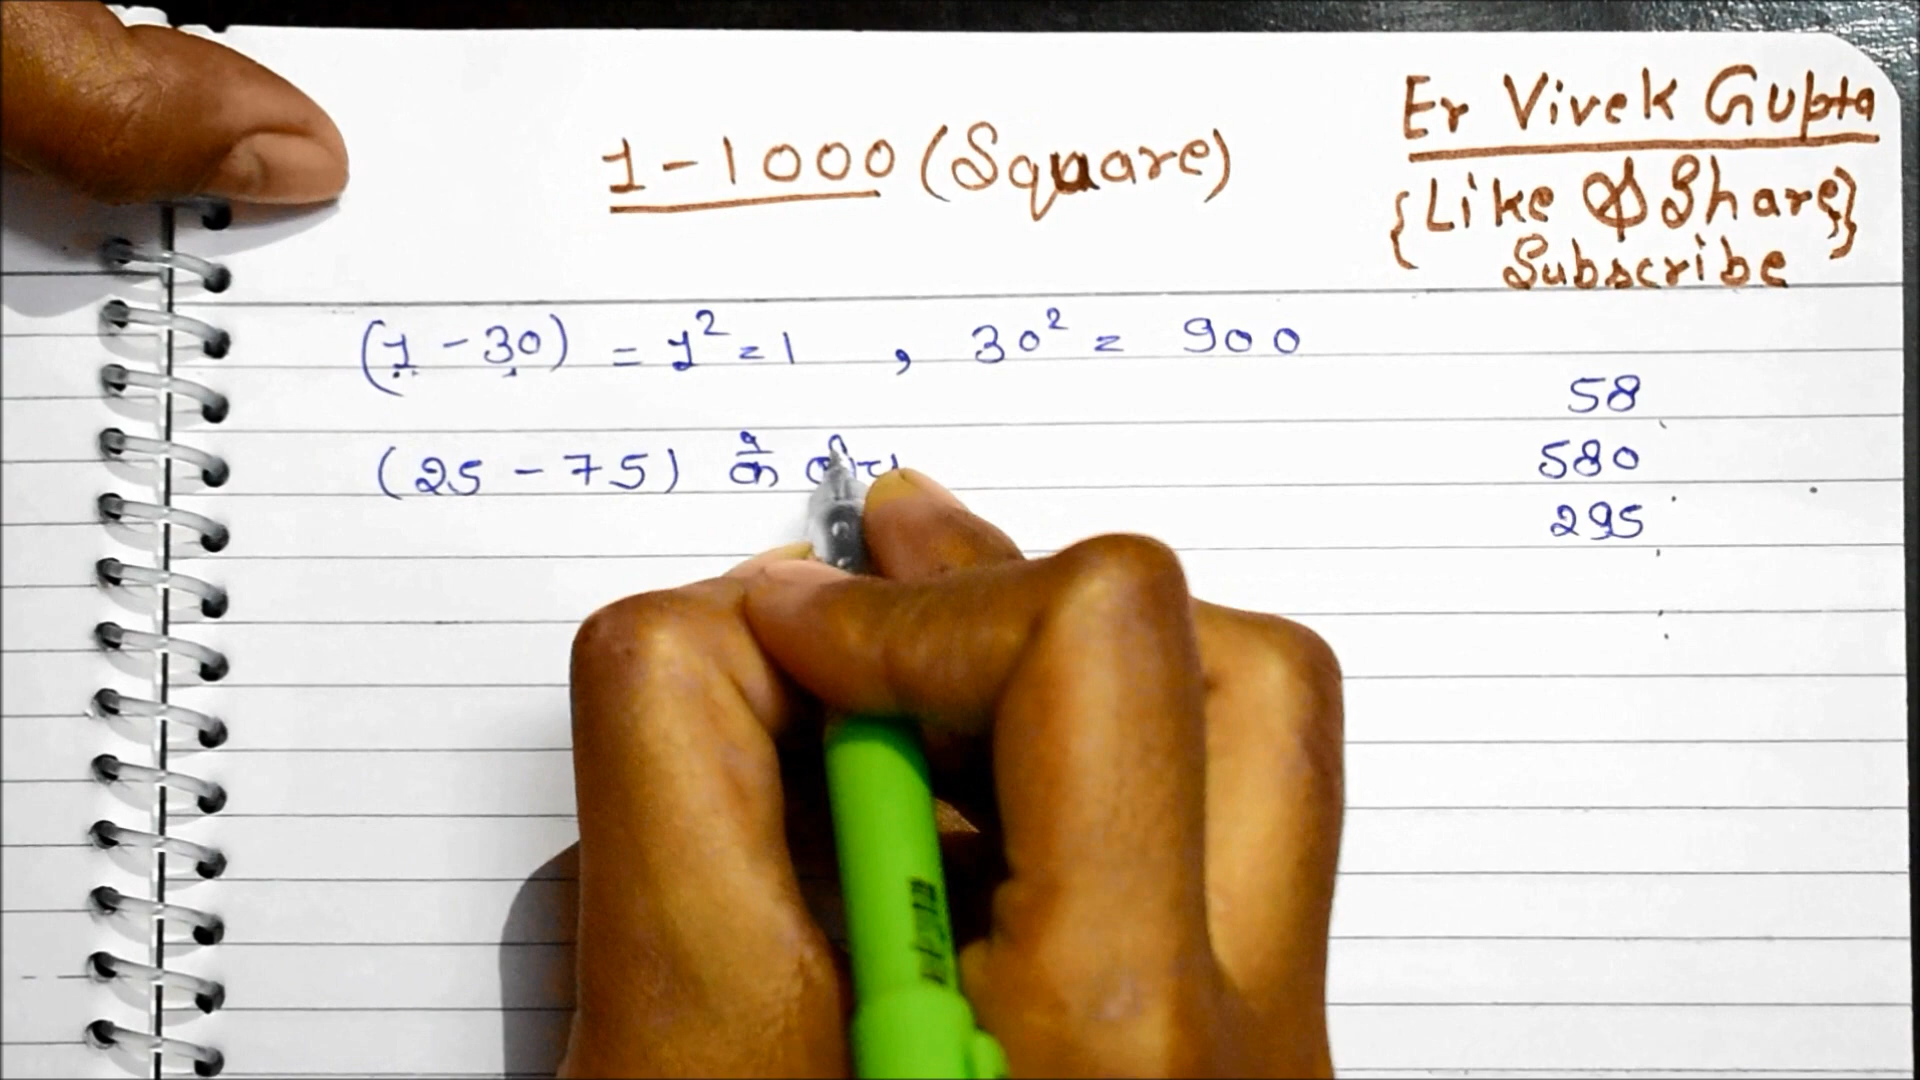 1-1000 (Square)
Er Vivek Gupta
{Like & Share}
Subscribe
(1-30) = 1² = 1 , 30² = 900
58
(25-75) के बीच
580
295